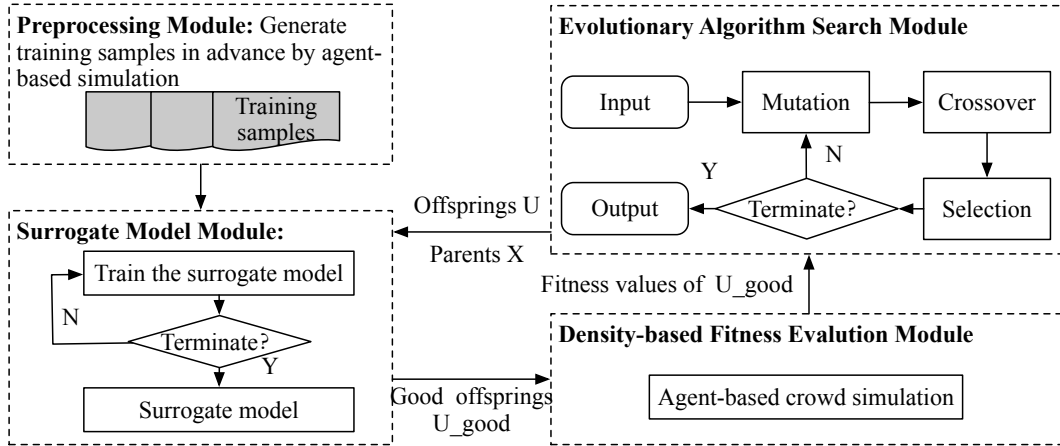 Preprocessing Module: Generate
training samples in advance by agent-
based simulation
Training
samples
Surrogate Model Module:
Train the surrogate model
N
Terminate?
Y
Surrogate model
Offsprings U
Parents X
Good offsprings
U_good
Evolutionary Algorithm Search Module
Input
Mutation
Crossover
Y
N
Output
Terminate?
Selection
Fitness values of U_good
Density-based Fitness Evalution Module
Agent-based crowd simulation